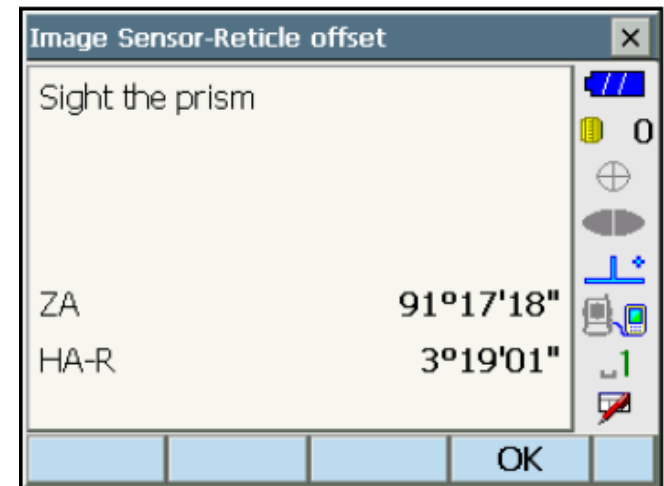 Image Sensor-Reticle offset
Sight the prism
0
ZA 91°17'18"
HA-R 3°19'01"
1
OK